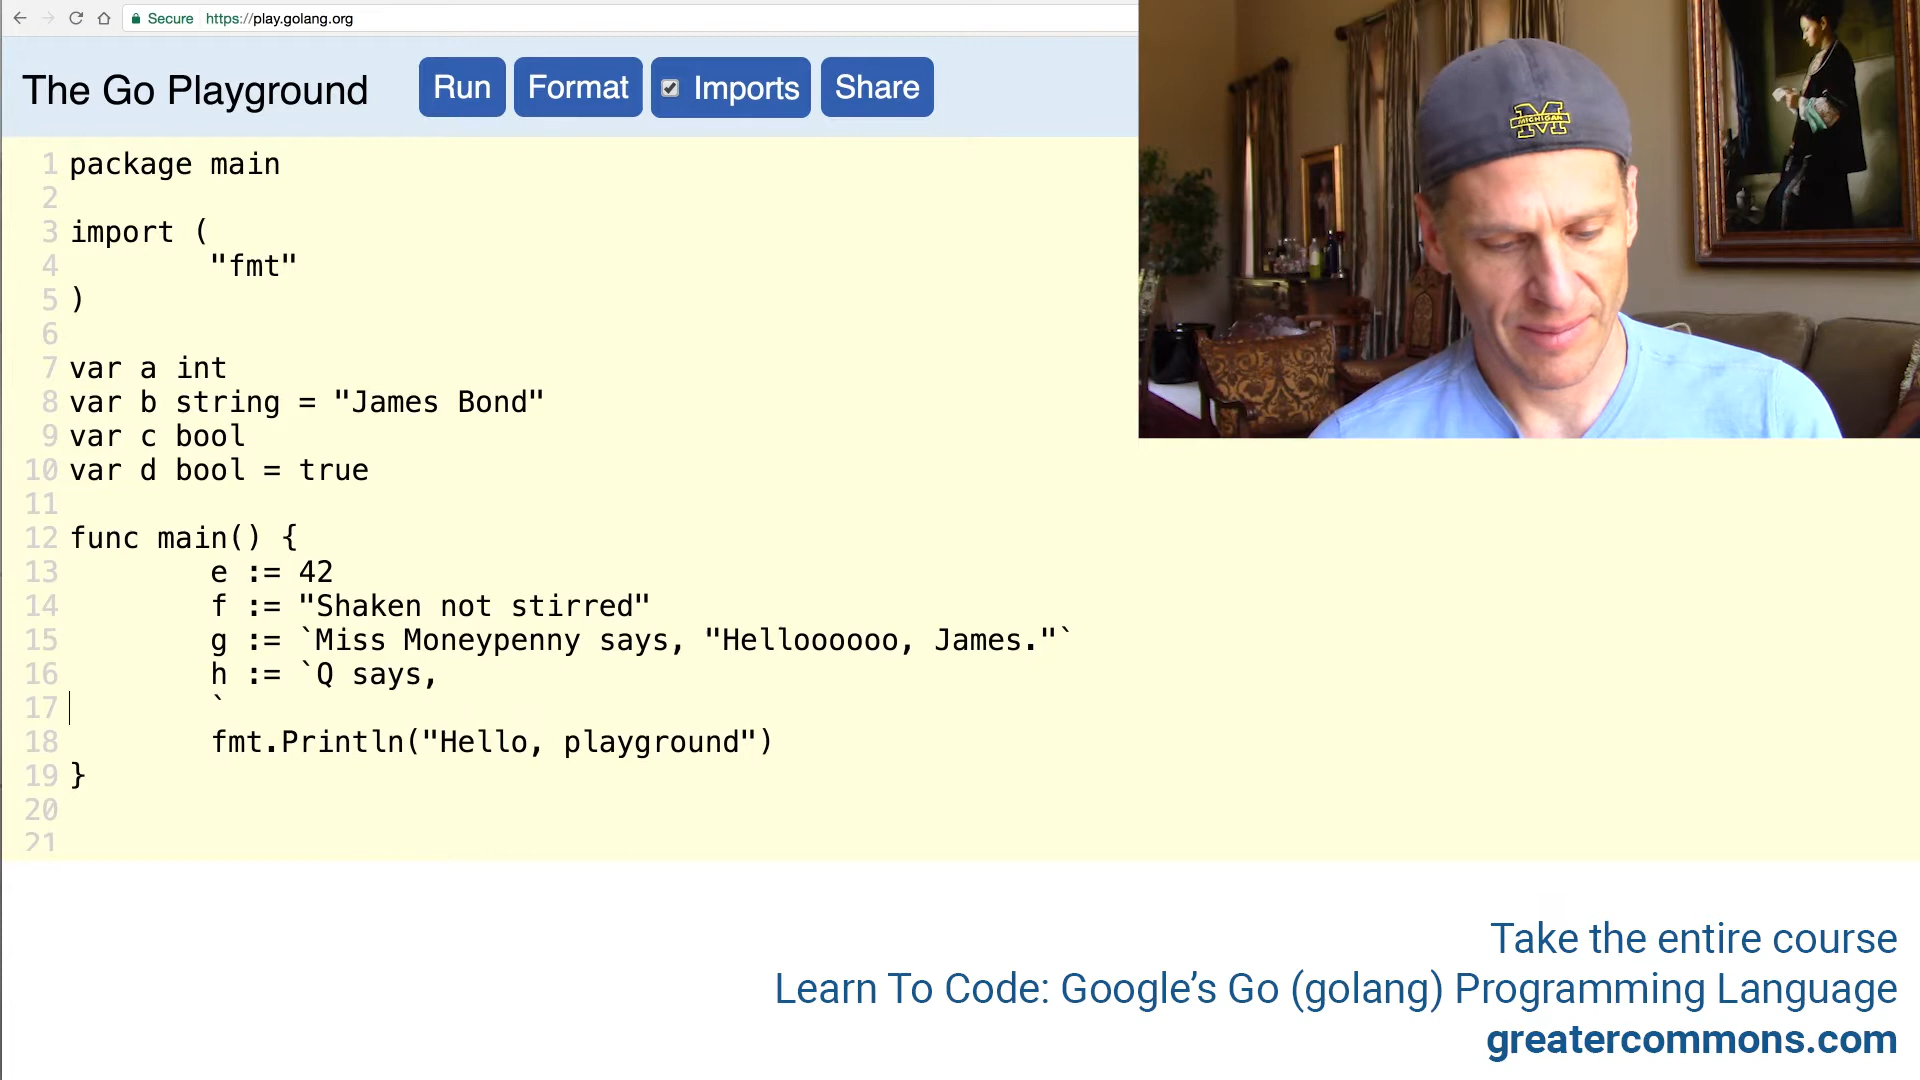 Secure https://play.golang.org
The Go Playground Run Format Imports Share
1 package main
2
3 import (
4 "fmt"
5 )
6
7 var a int
8 var b string = "James Bond"
9 var c bool
10 var d bool = true
11
12 func main() {
13 e := 42
14 f := "Shaken not stirred"
15 g := `Miss Moneypenny says, "Helloooooo, James."`
16 h := `Q says,
17 `
18 fmt.Println("Hello, playground")
19 }
20
21
M
MICHIGAN
Take the entire course
Learn To Code: Google’s Go (golang) Programming Language
greatercommons.com